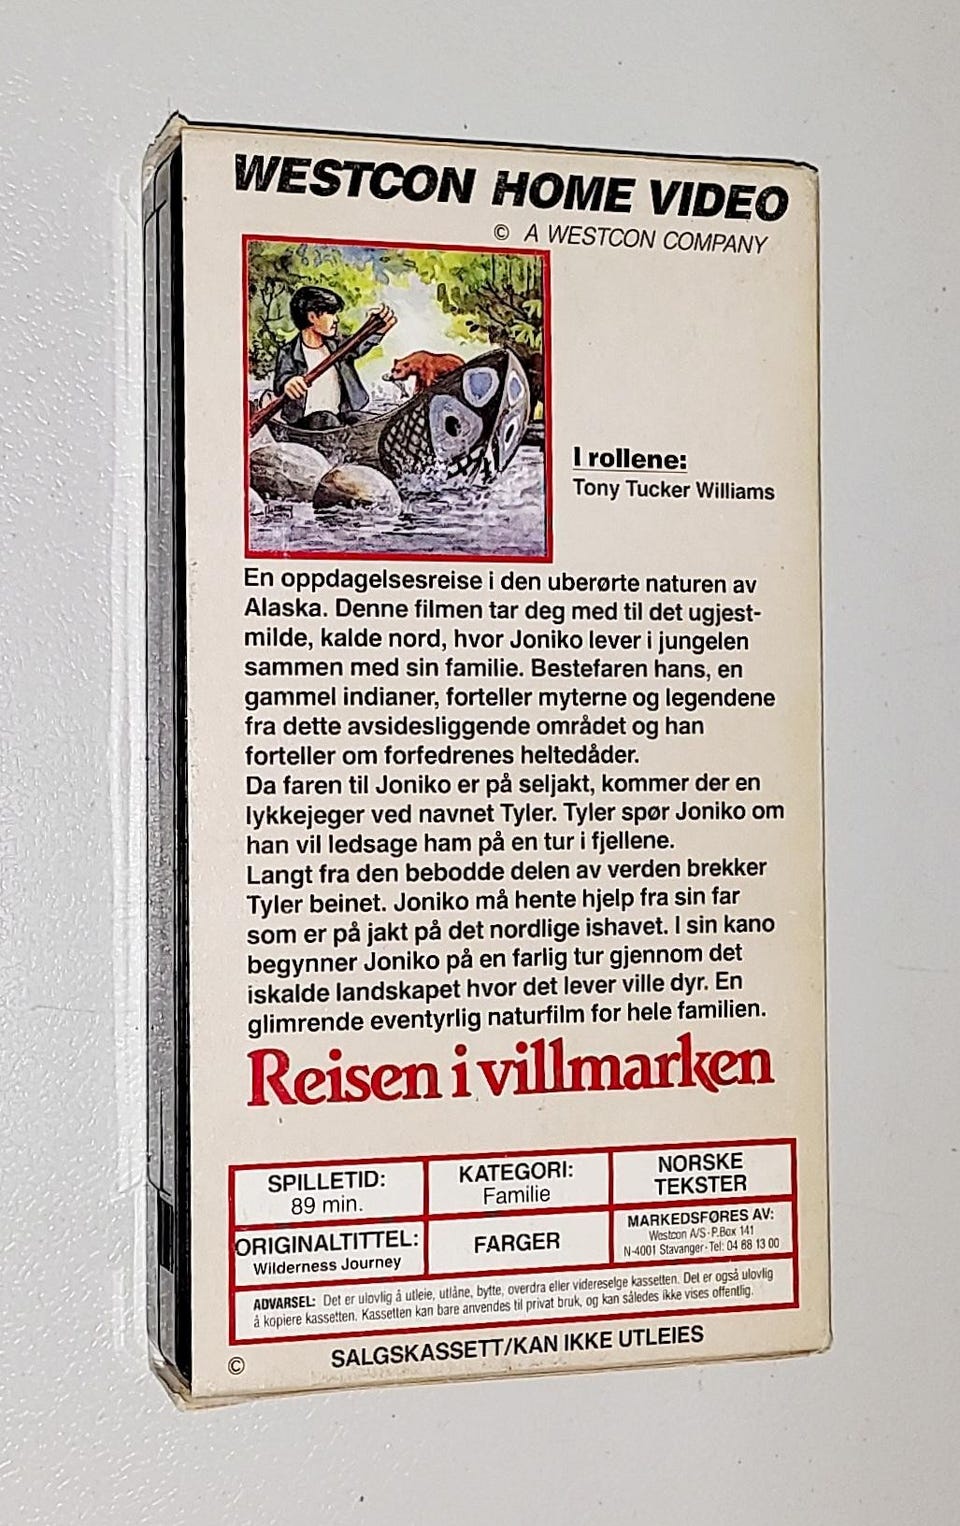 WESTCON HOME VIDEO
© A WESTCON COMPANY
I rollene:
Tony Tucker Williams
En oppdagelsesreise i den uberørte naturen av
Alaska. Denne filmen tar deg med til det ugjest-
milde, kalde nord, hvor Joniko lever i jungelen
sammen med sin familie. Bestefaren hans, en
gammel indianer, forteller myterne og legendene
fra dette avsidesliggende området og han
forteller om forfedrenes heltedåder.
Da faren til Joniko er på seljakt, kommer der en
lykkejeger ved navnet Tyler. Tyler spør Joniko om
han vil ledsage ham på en tur i fjellene.
Langt fra den bebodde delen av verden brekker
Tyler beinet. Joniko må hente hjelp fra sin far
som er på jakt på det nordlige ishavet. I sin kano
begynner Joniko på en farlig tur gjennom det
iskalde landskapet hvor det lever ville dyr. En
glimrende eventyrlig naturfilm for hele familien.
Reisen i villmarken
SPILLETID:
89 min.
KATEGORI:
Familie
NORSKE
TEKSTER
ORIGINALTITTEL:
Wilderness Journey
FARGER
MARKEDSFØRES AV:
Westcon A/S · P.Box 141
N-4001 Stavanger · Tel: 04 88 13 00
ADVARSEL: Det er ulovlig å utleie, utlåne, bytte, overdra eller videreselge kassetten. Det er også ulovlig
å kopiere kassetten. Kassetten kan bare anvendes til privat bruk, og kan således ikke vises offentlig.
© SALGSKASSETT/KAN IKKE UTLEIES